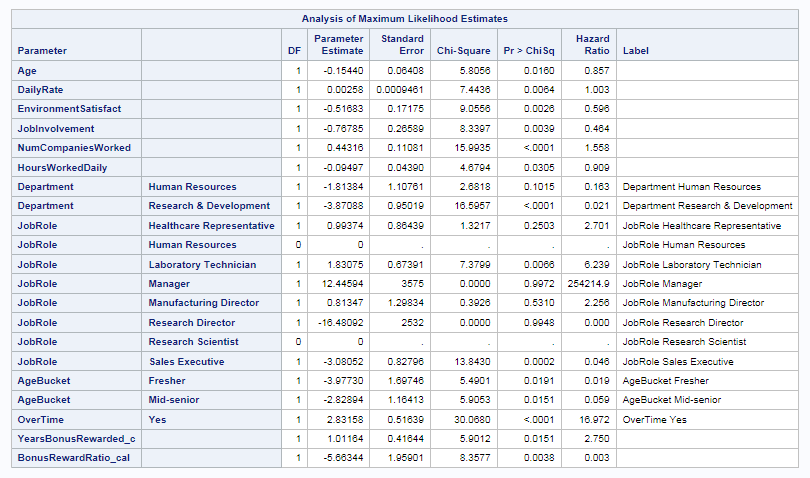 Analysis of Maximum Likelihood Estimates
Parameter DF Parameter Estimate Standard Error Chi-Square Pr > ChiSq Hazard Ratio Label
Age 1 -0.15440 0.06408 5.8056 0.0160 0.857
DailyRate 1 0.00258 0.0009461 7.4436 0.0064 1.003
EnvironmentSatisfact 1 -0.51683 0.17175 9.0556 0.0026 0.596
JobInvolvement 1 -0.76785 0.26589 8.3397 0.0039 0.464
NumCompaniesWorked 1 0.44316 0.11081 15.9935 <.0001 1.558
HoursWorkedDaily 1 -0.09497 0.04390 4.6794 0.0305 0.909
Department Human Resources 1 -1.81384 1.10761 2.6818 0.1015 0.163 Department Human Resources
Department Research & Development 1 -3.87088 0.95019 16.5957 <.0001 0.021 Department Research & Development
JobRole Healthcare Representative 1 0.99374 0.86439 1.3217 0.2503 2.701 JobRole Healthcare Representative
JobRole Human Resources 0 0 . . . . JobRole Human Resources
JobRole Laboratory Technician 1 1.83075 0.67391 7.3799 0.0066 6.239 JobRole Laboratory Technician
JobRole Manager 1 12.44594 3575 0.0000 0.9972 254214.9 JobRole Manager
JobRole Manufacturing Director 1 0.81347 1.29834 0.3926 0.5310 2.256 JobRole Manufacturing Director
JobRole Research Director 1 -16.48092 2532 0.0000 0.9948 0.000 JobRole Research Director
JobRole Research Scientist 0 0 . . . . JobRole Research Scientist
JobRole Sales Executive 1 -3.08052 0.82796 13.8430 0.0002 0.046 JobRole Sales Executive
AgeBucket Fresher 1 -3.97730 1.69746 5.4901 0.0191 0.019 AgeBucket Fresher
AgeBucket Mid-senior 1 -2.82894 1.16413 5.9053 0.0151 0.059 AgeBucket Mid-senior
OverTime Yes 1 2.83158 0.51639 30.0680 <.0001 16.972 OverTime Yes
YearsBonusRewarded_c 1 1.01164 0.41644 5.9012 0.0151 2.750
BonusRewardRatio_cal 1 -5.66344 1.95901 8.3577 0.0038 0.003